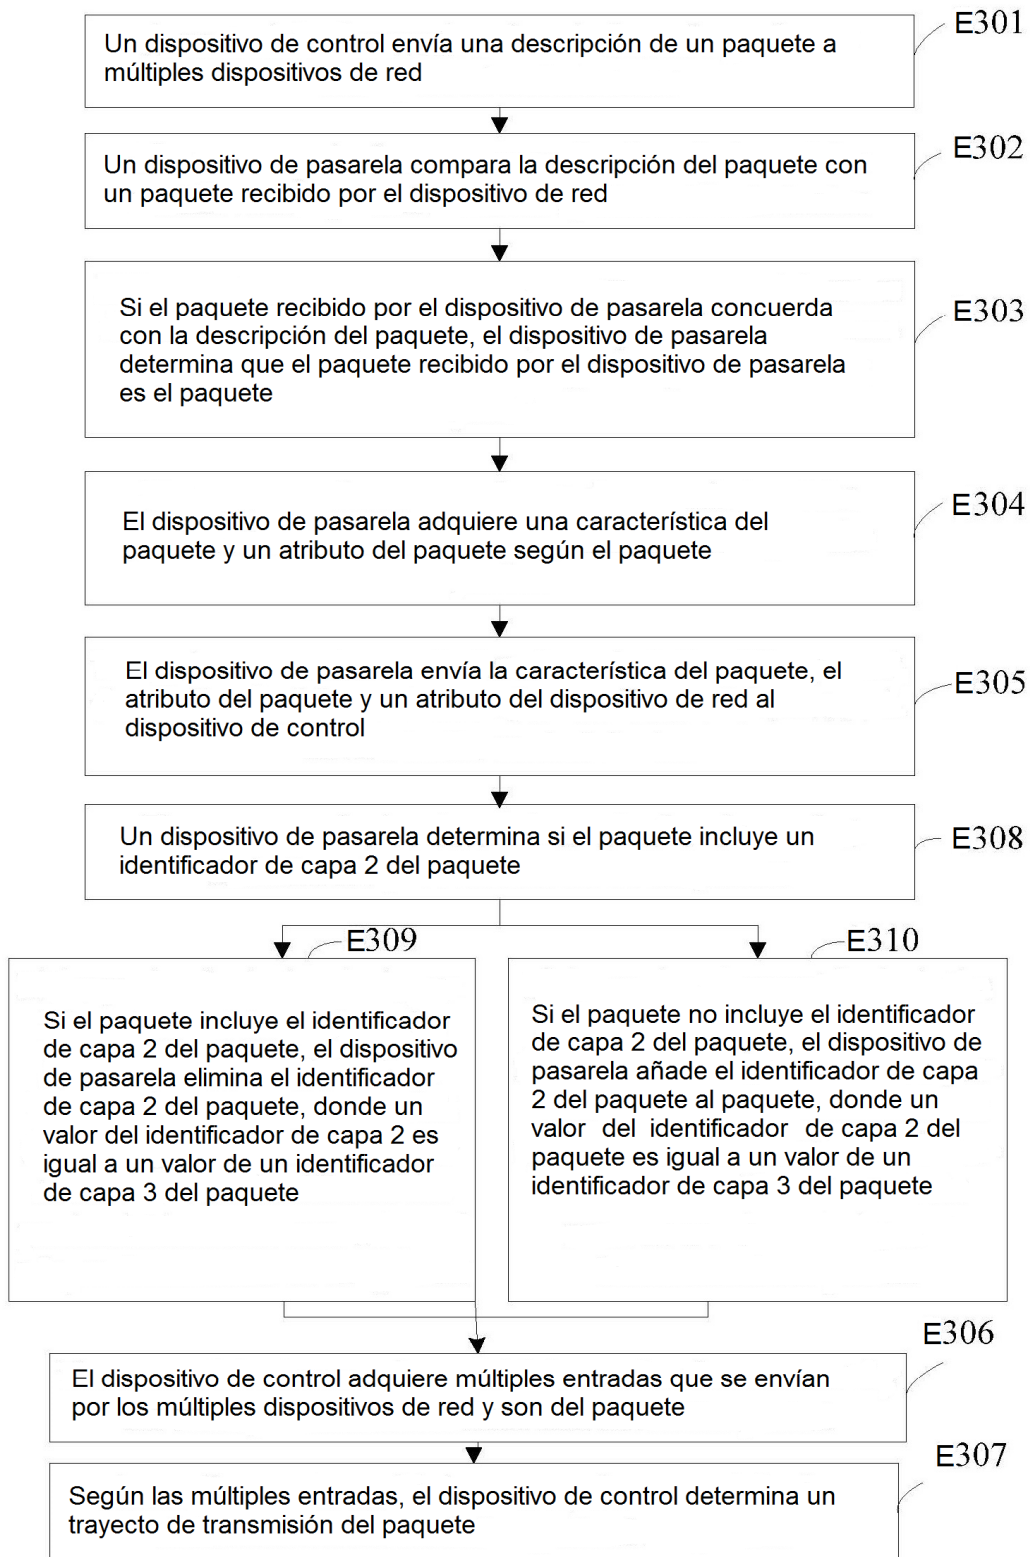 E301
Un dispositivo de control envía una descripción de un paquete a
múltiples dispositivos de red
E302
Un dispositivo de pasarela compara la descripción del paquete con
un paquete recibido por el dispositivo de red
E303
Si el paquete recibido por el dispositivo de pasarela concuerda
con la descripción del paquete, el dispositivo de pasarela
determina que el paquete recibido por el dispositivo de pasarela
es el paquete
E304
El dispositivo de pasarela adquiere una característica del
paquete y un atributo del paquete según el paquete
El dispositivo de pasarela envía la característica del paquete, el
atributo del paquete y un atributo del dispositivo de red al
dispositivo de control
E305
Un dispositivo de pasarela determina si el paquete incluye un
identificador de capa 2 del paquete
E308
E309
Si el paquete incluye el identificador
de capa 2 del paquete, el dispositivo
de pasarela elimina el identificador
de capa 2 del paquete, donde un
valor del identificador de capa 2 es
igual a un valor de un identificador
de capa 3 del paquete
E310
Si el paquete no incluye el identificador
de capa 2 del paquete, el dispositivo de
pasarela añade el identificador de capa
2 del paquete al paquete, donde un
valor del identificador de capa 2 del
paquete es igual a un valor de un
identificador de capa 3 del paquete
E306
El dispositivo de control adquiere múltiples entradas que se envían
por los múltiples dispositivos de red y son del paquete
E307
Según las múltiples entradas, el dispositivo de control determina un
trayecto de transmisión del paquete